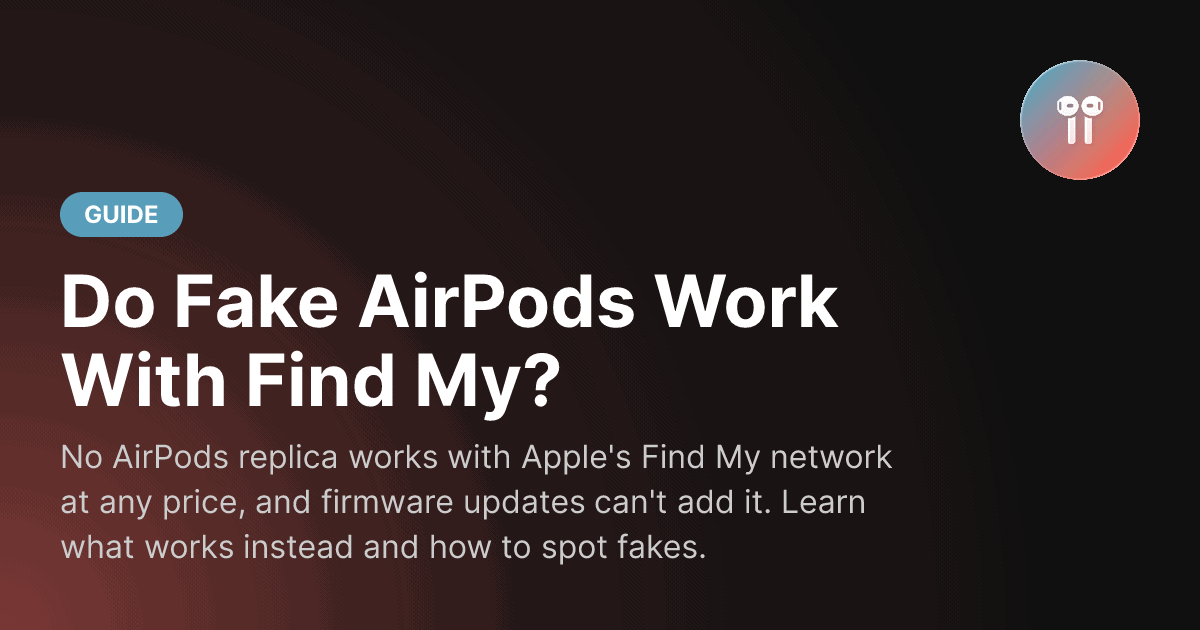 GUIDE
Do Fake AirPods Work
With Find My?
No AirPods replica works with Apple's Find My network
at any price, and firmware updates can't add it. Learn
what works instead and how to spot fakes.